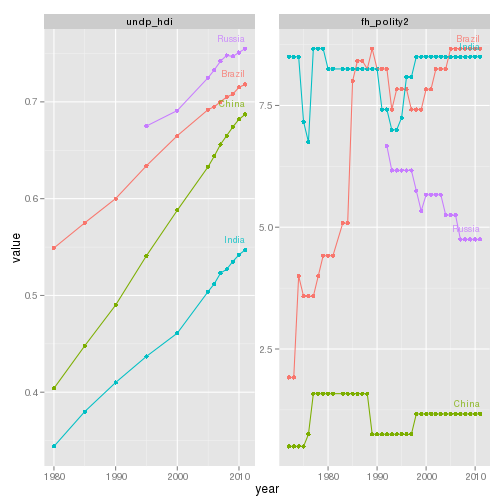 undp_hdi
fh_polity2
Russia
Brazil
China
India
Brazil
India
Russia
China
value
0.7
0.6
0.5
0.4
7.5
5.0
2.5
1980 1990 2000 2010
1980 1990 2000 2010
year